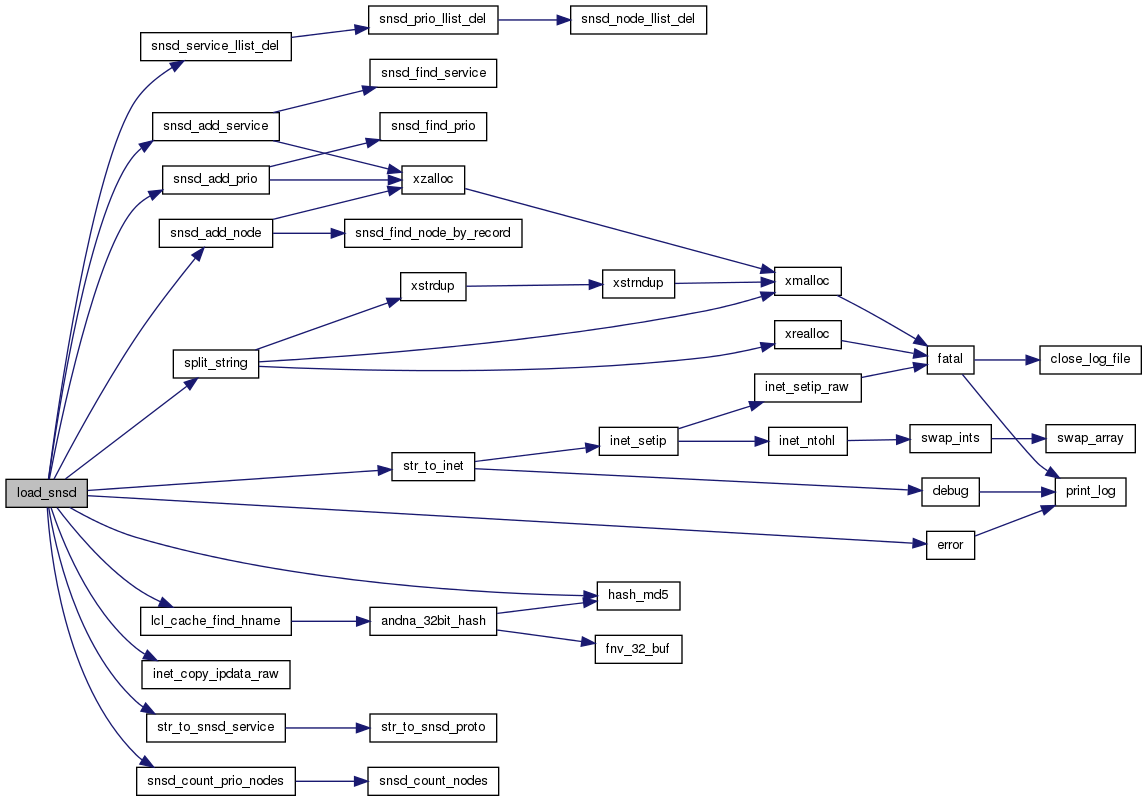 snsd_prio_llist_del
snsd_node_llist_del
snsd_service_llist_del
snsd_find_service
snsd_add_service
snsd_find_prio
snsd_add_prio
xzalloc
snsd_add_node
snsd_find_node_by_record
xstrdup
xstrndup
xmalloc
xrealloc
split_string
fatal
close_log_file
inet_setip_raw
inet_setip
inet_ntohl
swap_ints
swap_array
str_to_inet
load_snsd
debug
print_log
error
hash_md5
lcl_cache_find_hname
andna_32bit_hash
fnv_32_buf
inet_copy_ipdata_raw
str_to_snsd_service
str_to_snsd_proto
snsd_count_prio_nodes
snsd_count_nodes